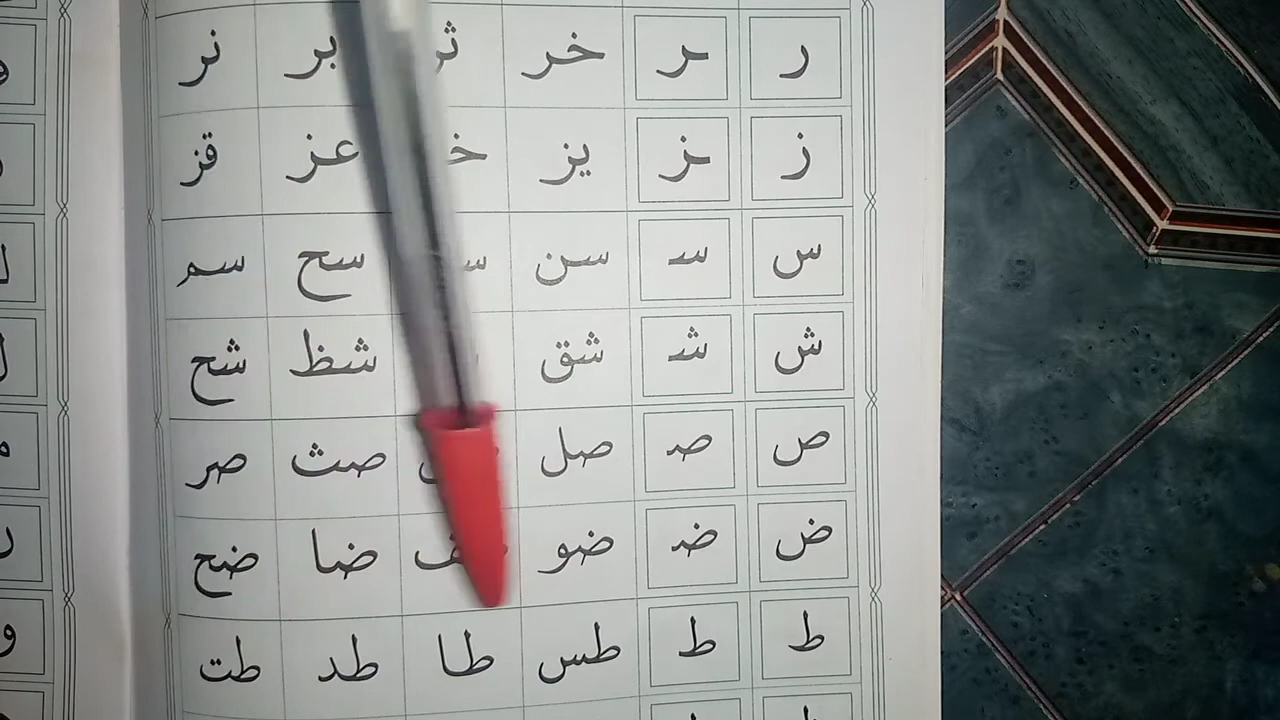 ر ـر خر بر نر
ز ـز یز عز قز
س سـ سن سح سم
ش شـ شق شظ شح
ص صـ صل صث صر
ض ضـ ضو ضا ضح
ط ط طس طا طد طت